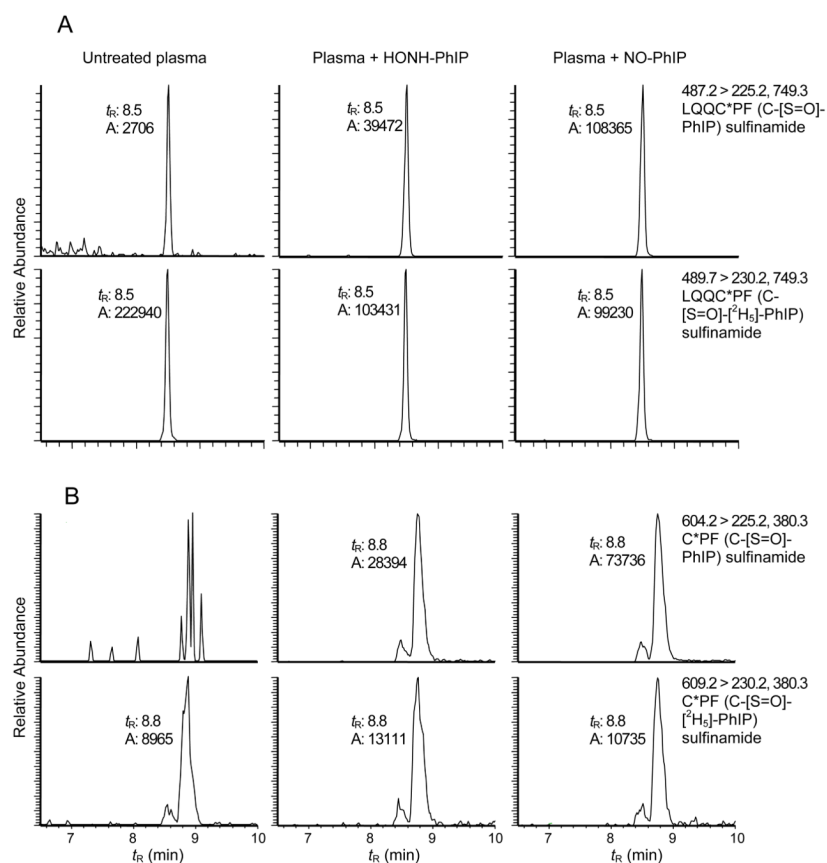 A
Untreated plasma
Plasma + HONH-PhIP
Plasma + NO-PhIP
Relative Abundance
tR: 8.5
A: 2706
tR: 8.5
A: 39472
tR: 8.5
A: 108365
487.2 > 225.2, 749.3
LQQC*PF (C-[S=O]-
PhIP) sulfinamide
tR: 8.5
A: 222940
tR: 8.5
A: 103431
tR: 8.5
A: 99230
489.7 > 230.2, 749.3
LQQC*PF (C-
[S=O]-[²H₅]-PhIP)
sulfinamide
B
Relative Abundance
tR: 8.8
A: 28394
tR: 8.8
A: 73736
604.2 > 225.2, 380.3
C*PF (C-[S=O]-
PhIP) sulfinamide
tR: 8.8
A: 8965
tR: 8.8
A: 13111
tR: 8.8
A: 10735
609.2 > 230.2, 380.3
C*PF (C-[S=O]-
[²H₅]-PhIP)
sulfinamide
7 8 9 10
7 8 9 10
7 8 9 10
tR (min)
tR (min)
tR (min)